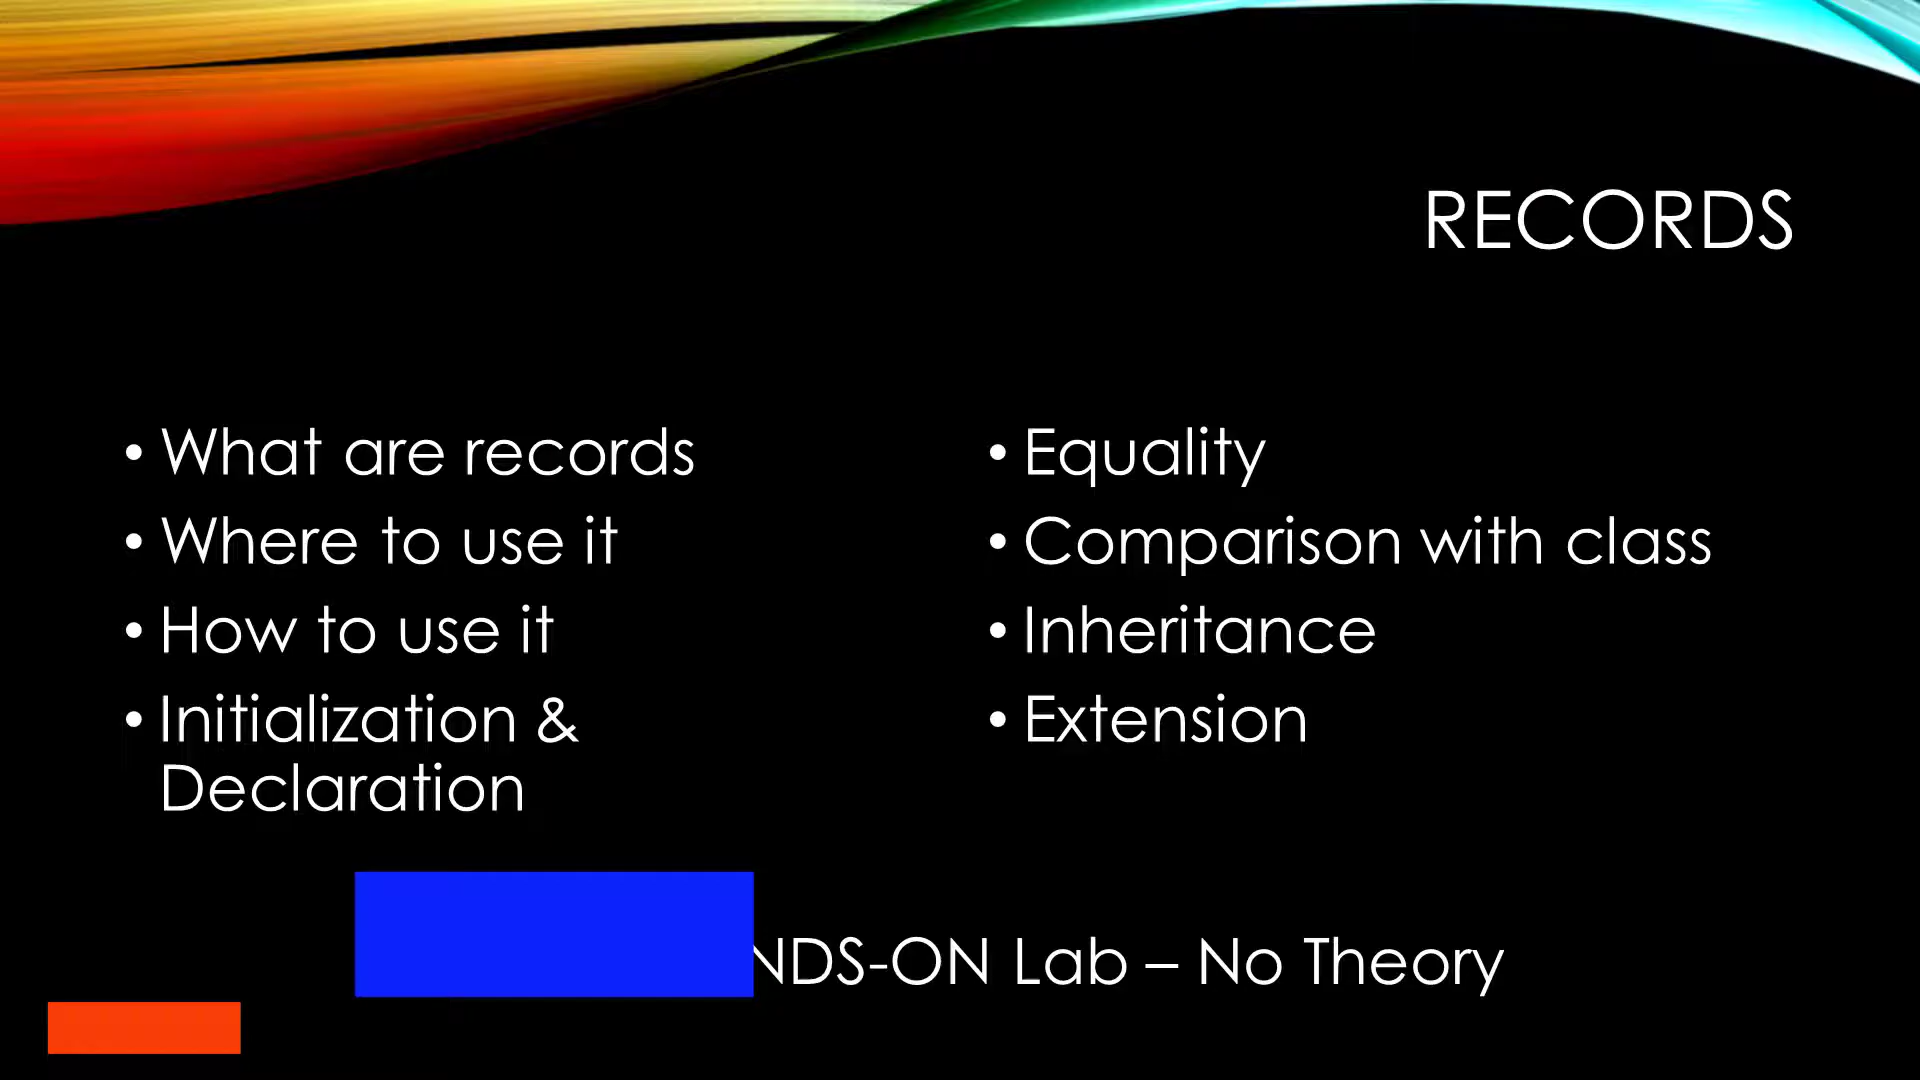 RECORDS
• What are records
• Where to use it
• How to use it
• Initialization &
Declaration
• Equality
• Comparison with class
• Inheritance
• Extension
NDS-ON Lab – No Theory